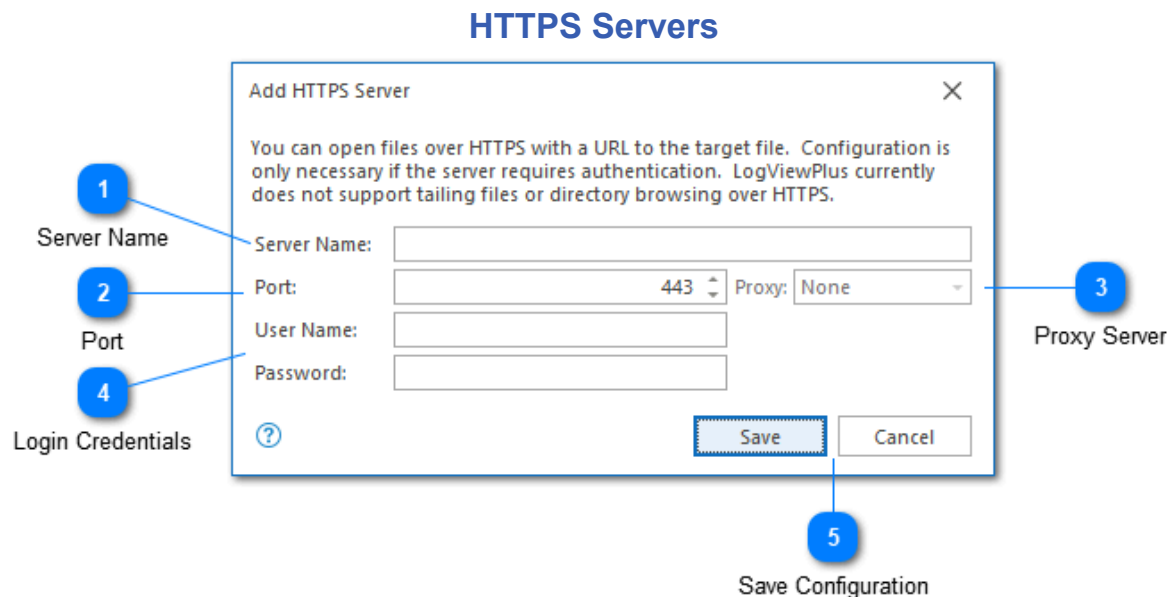 HTTPS Servers
Add HTTPS Server
You can open files over HTTPS with a URL to the target file. Configuration is
only necessary if the server requires authentication. LogViewPlus currently
does not support tailing files or directory browsing over HTTPS.
1
Server Name
Server Name:
2
Port
Port:
443
Proxy:
None
3
Proxy Server
User Name:
4
Login Credentials
Password:
?
Save
Cancel
5
Save Configuration